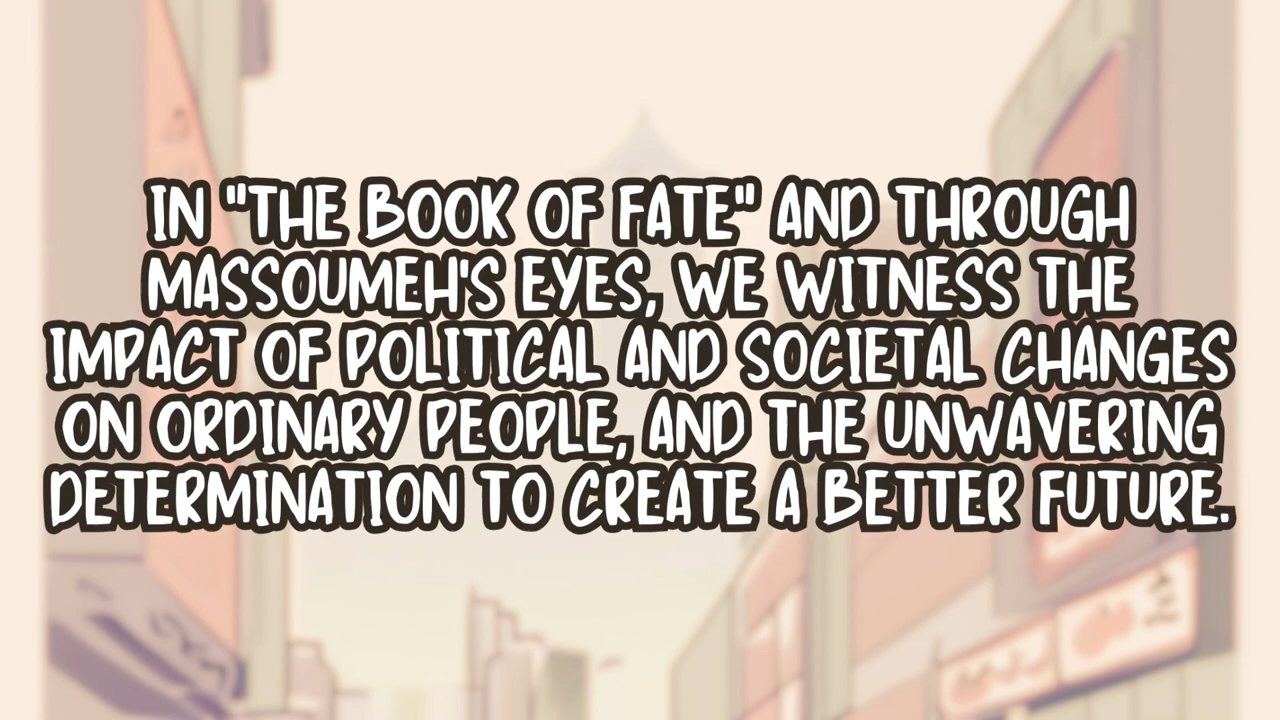 IN "THE BOOK OF FATE" AND THROUGH
MASSOUMEH'S EYES, WE WITNESS THE
IMPACT OF POLITICAL AND SOCIETAL CHANGES
ON ORDINARY PEOPLE, AND THE UNWAVERING
DETERMINATION TO CREATE A BETTER FUTURE.